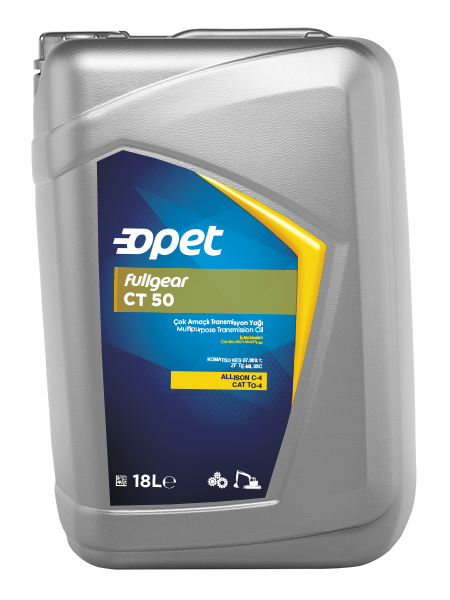 opet
fullgear
CT 50
Çok Amaçlı Transmisyon Yağı
Multipurpose Transmission Oil
KOMATSU KES 07.868.1;
ZF TE-ML 03C
ALLISON C-4
CAT TO-4
18L℮